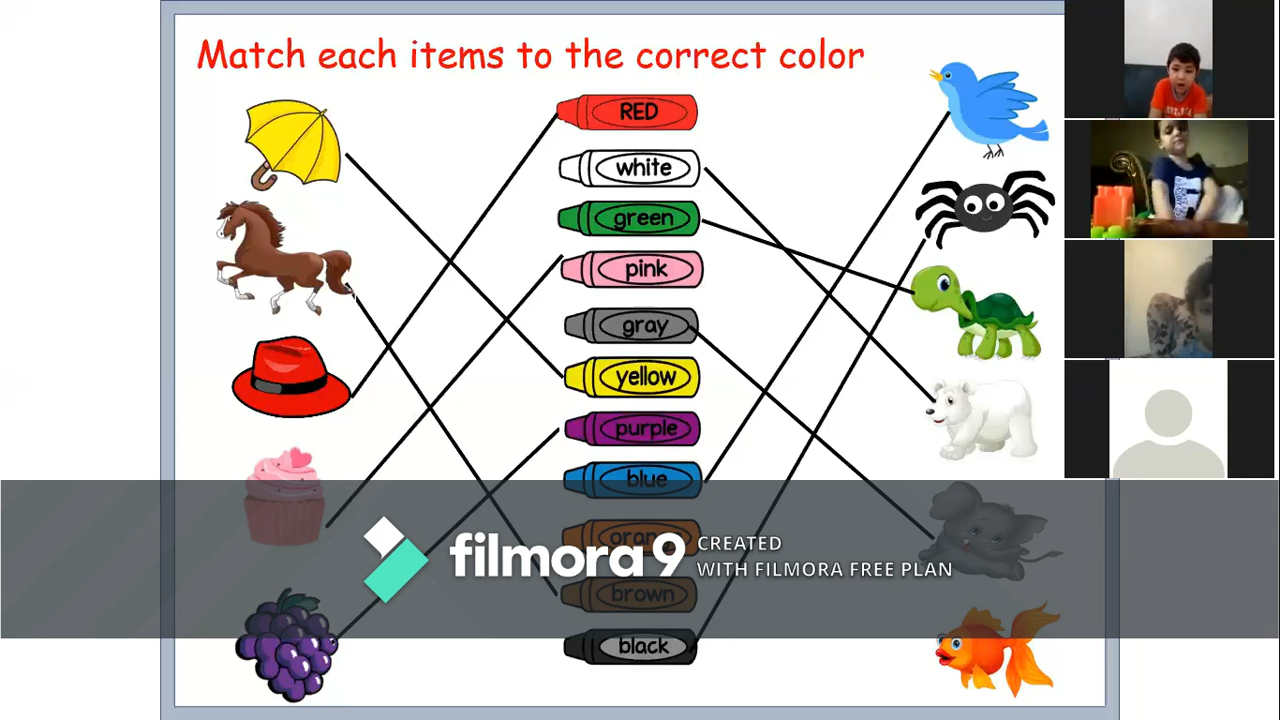 Match each items to the correct color
RED
white
green
pink
gray
yellow
purple
blue
orange
brown
black
filmora9
CREATED
WITH FILMORA FREE PLAN